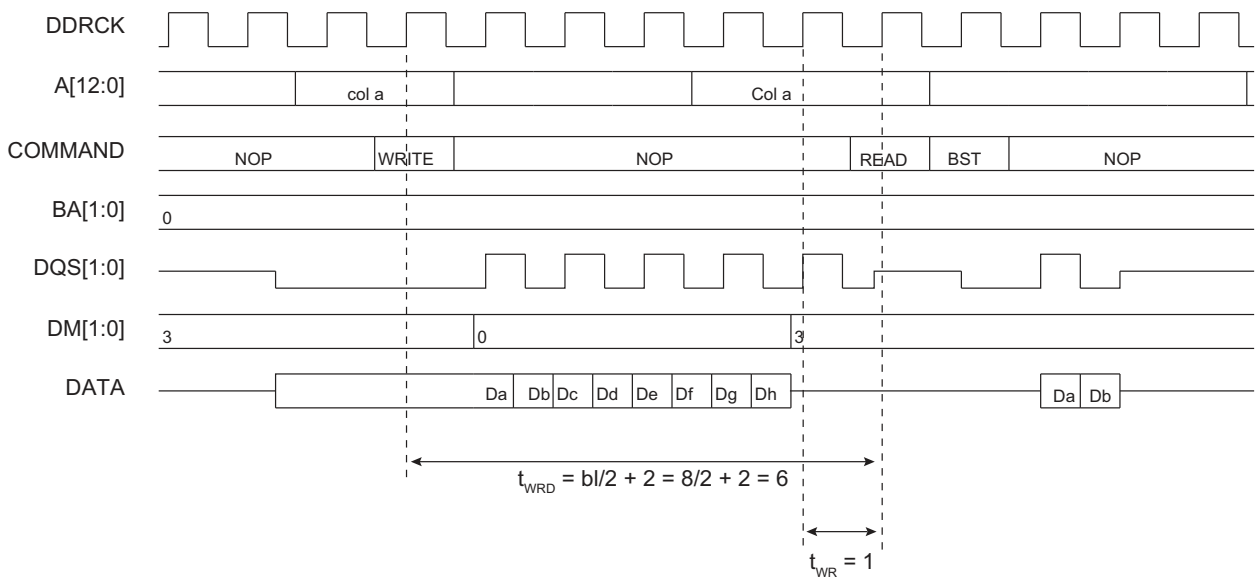 DDRCK
A[12:0] col a Col a
COMMAND NOP WRITE NOP READ BST NOP
BA[1:0] 0
DQS[1:0]
DM[1:0] 3 0 3
DATA Da Db Dc Dd De Df Dg Dh Da Db
tWRD = bl/2 + 2 = 8/2 + 2 = 6
tWR = 1